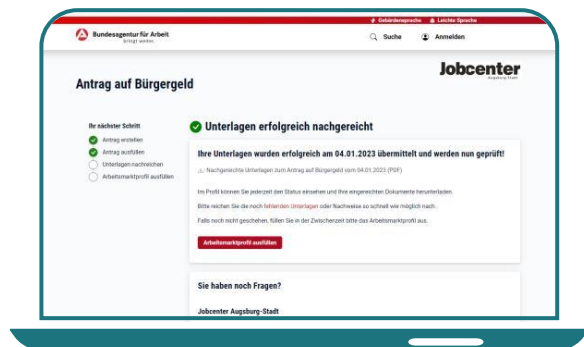 Gebärdensprache Leichte Sprache
Bundesagentur für Arbeit
bringt weiter.
Suche Anmelden
Jobcenter
Augsburg-Stadt
Antrag auf Bürgergeld
Ihr nächster Schritt
Antrag erstellen
Antrag ausfüllen
Unterlagen nachreichen
Arbeitsmarktprofil ausfüllen
Unterlagen erfolgreich nachgereicht
Ihre Unterlagen wurden erfolgreich am 04.01.2023 übermittelt und werden nun geprüft!
Nachgereichte Unterlagen zum Antrag auf Bürgergeld vom 04.01.2023 (PDF)
Im Profil können Sie jederzeit den Status einsehen und Ihre eingereichten Dokumente herunterladen.
Bitte reichen Sie die noch fehlenden Unterlagen oder Nachweise so schnell wie möglich nach.
Falls noch nicht geschehen, füllen Sie in der Zwischenzeit bitte das Arbeitsmarktprofil aus.
Arbeitsmarktprofil ausfüllen
Sie haben noch Fragen?
Jobcenter Augsburg-Stadt